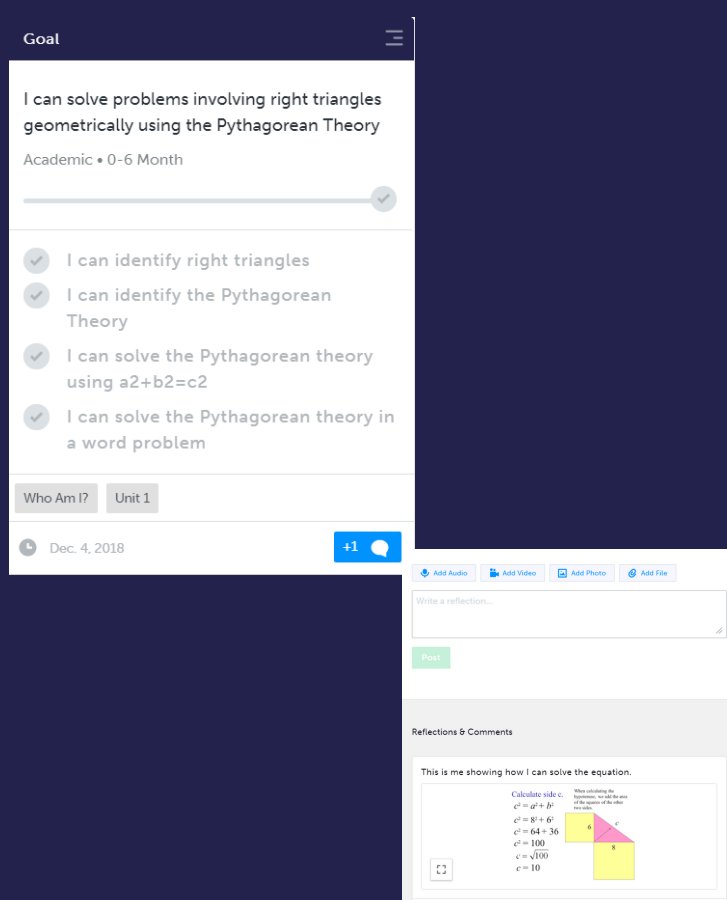 Goal
I can solve problems involving right triangles
geometrically using the Pythagorean Theory
Academic • 0-6 Month
I can identify right triangles
I can identify the Pythagorean
Theory
I can solve the Pythagorean theory
using a2+b2=c2
I can solve the Pythagorean theory in
a word problem
Who Am I?
Unit 1
Dec. 4, 2018
+1
Add Audio
Add Video
Add Photo
Add File
Write a reflection...
Post
Reflections & Comments
This is me showing how I can solve the equation.
Calculate side c.
c² = a² + b²
c² = 8² + 6²
c² = 64 + 36
c² = 100
c = √100
c = 10
When calculating the
hypotenuse, we add the area
of the squares of the other
two sides.
6
c
8